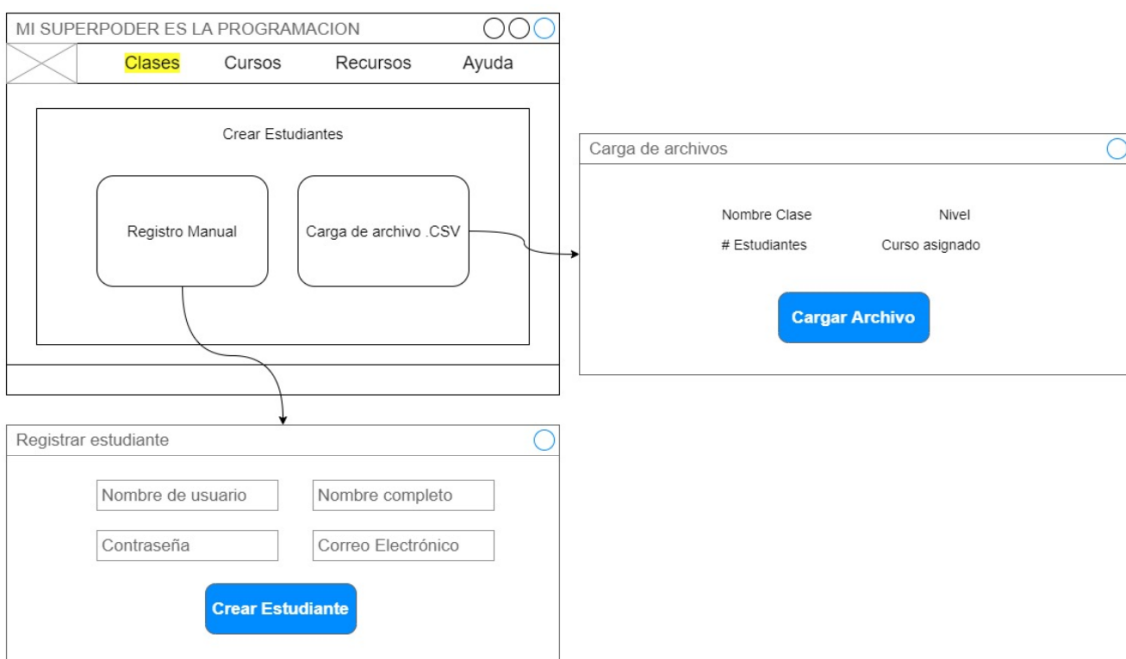 MI SUPERPODER ES LA PROGRAMACION
Clases Cursos Recursos Ayuda
Crear Estudiantes
Registro Manual
Carga de archivo .CSV
Carga de archivos
Nombre Clase Nivel
# Estudiantes Curso asignado
Cargar Archivo
Registrar estudiante
Nombre de usuario Nombre completo
Contraseña Correo Electrónico
Crear Estudiante